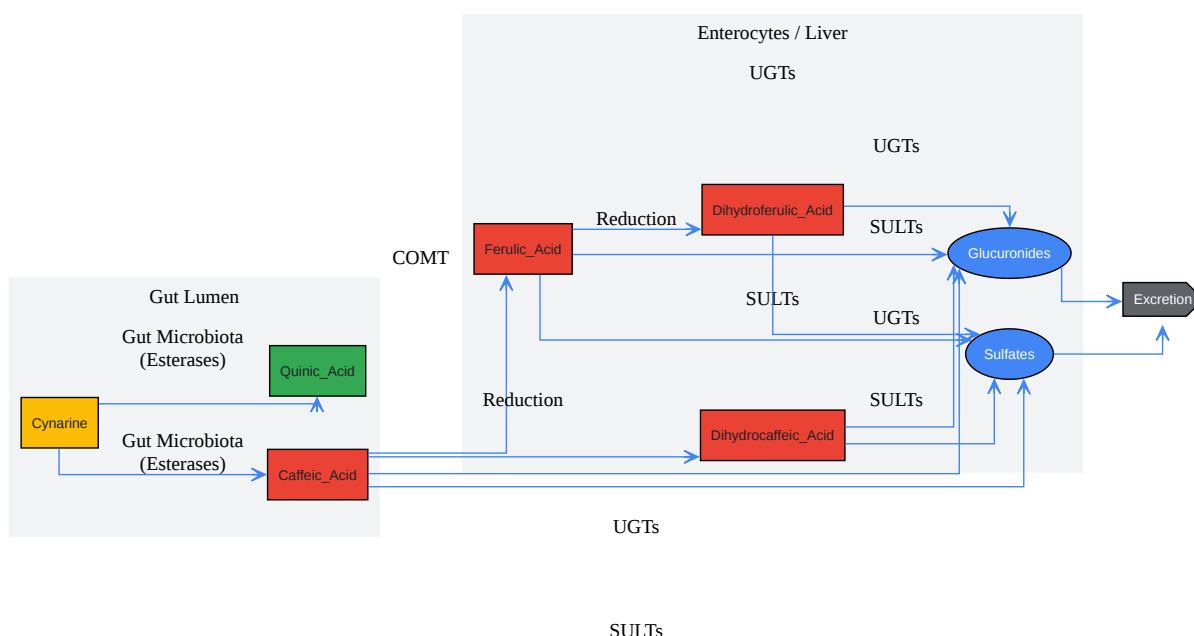 Enterocytes / Liver
UGTs
UGTs
Dihydroferulic_Acid
Reduction
SULTs
Ferulic_Acid
COMT
Glucuronides
Gut Lumen
SULTs
Excretion
Gut Microbiota
(Esterases)
UGTs
Quinic_Acid
Sulfates
Reduction
SULTs
Cynarine
Dihydrocaffeic_Acid
Gut Microbiota
(Esterases)
Caffeic_Acid
UGTs
SULTs